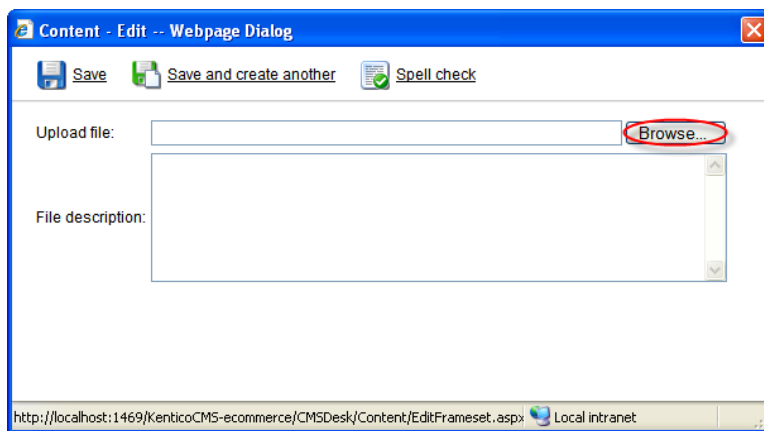 Content - Edit -- Webpage Dialog
Save Save and create another Spell check
Upload file: Browse...
File description:
http://localhost:1469/KenticoCMS-ecommerce/CMSDesk/Content/EditFrameset.aspx Local intranet